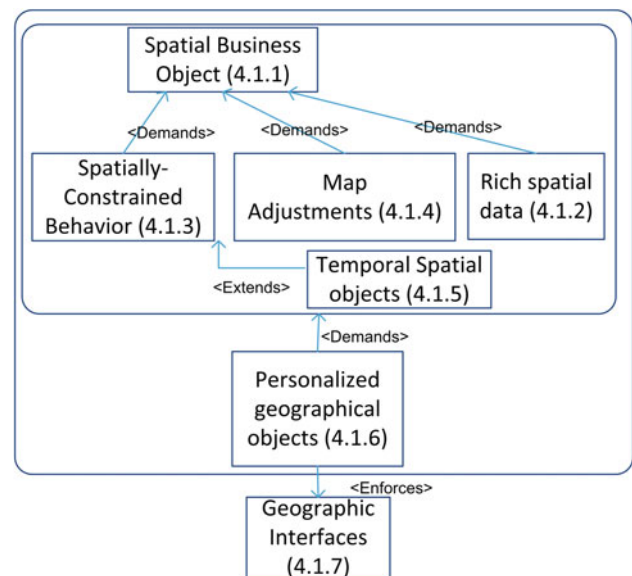 Spatial Business
Object (4.1.1)
<Demands>
<Demands>
<Demands>
Spatially-
Constrained
Behavior (4.1.3)
Map
Adjustments (4.1.4)
Rich spatial
data (4.1.2)
<Extends>
Temporal Spatial
objects (4.1.5)
<Demands>
Personalized
geographical
objects (4.1.6)
<Enforces>
Geographic
Interfaces
(4.1.7)